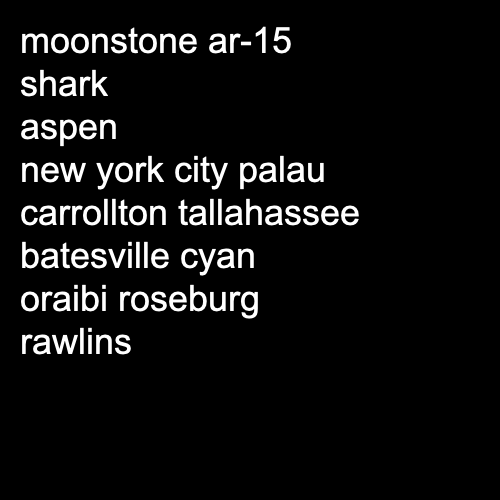 moonstone ar-15
shark
aspen
new york city palau
carrollton tallahassee
batesville cyan
oraibi roseburg
rawlins